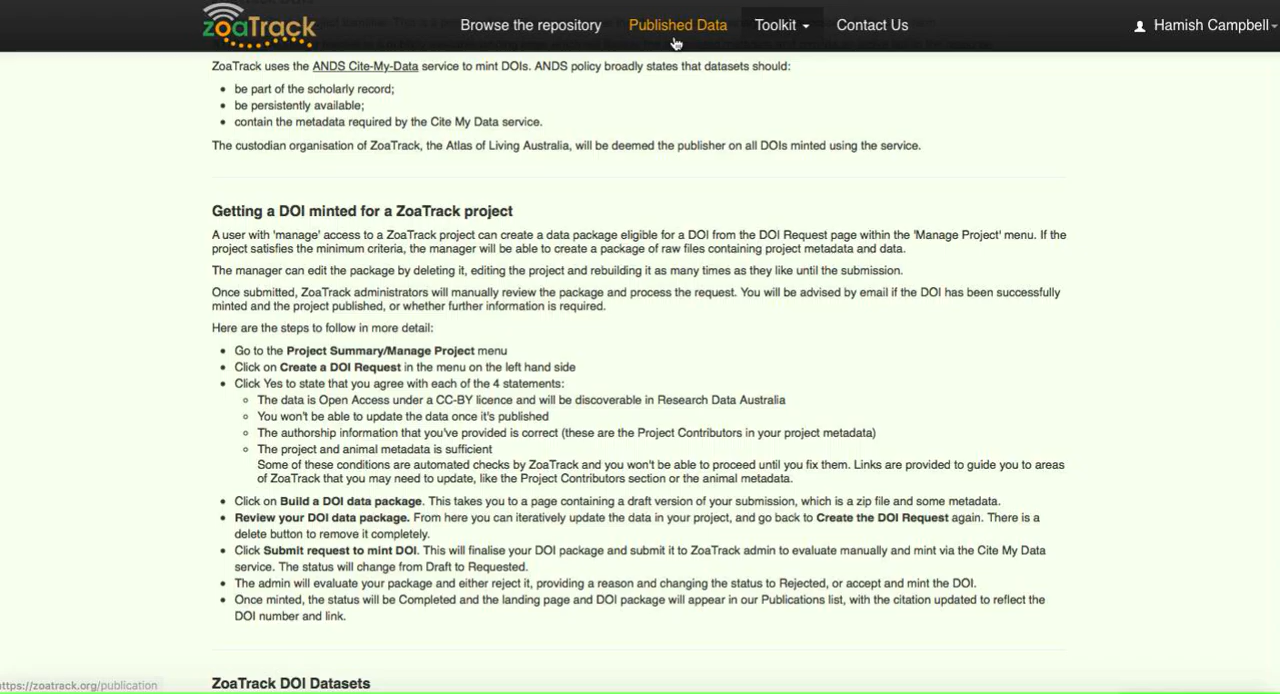 zoaTrack
Browse the repository
Published Data
Toolkit
Contact Us
Hamish Campbell
ZoaTrack uses the ANDS Cite-My-Data service to mint DOIs. ANDS policy broadly states that datasets should:
be part of the scholarly record;
be persistently available;
contain the metadata required by the Cite My Data service.
The custodian organisation of ZoaTrack, the Atlas of Living Australia, will be deemed the publisher on all DOIs minted using the service.
Getting a DOI minted for a ZoaTrack project
A user with 'manage' access to a ZoaTrack project can create a data package eligible for a DOI from the DOI Request page within the 'Manage Project' menu. If the
project satisfies the minimum criteria, the manager will be able to create a package of raw files containing project metadata and data.
The manager can edit the package by deleting it, editing the project and rebuilding it as many times as they like until the submission.
Once submitted, ZoaTrack administrators will manually review the package and process the request. You will be advised by email if the DOI has been successfully
minted and the project published, or whether further information is required.
Here are the steps to follow in more detail:
Go to the Project Summary/Manage Project menu
Click on Create a DOI Request in the menu on the left hand side
Click Yes to state that you agree with each of the 4 statements:
The data is Open Access under a CC-BY licence and will be discoverable in Research Data Australia
You won't be able to update the data once it's published
The authorship information that you've provided is correct (these are the Project Contributors in your project metadata)
The project and animal metadata is sufficient
Some of these conditions are automated checks by ZoaTrack and you won't be able to proceed until you fix them. Links are provided to guide you to areas
of ZoaTrack that you may need to update, like the Project Contributors section or the animal metadata.
Click on Build a DOI data package. This takes you to a page containing a draft version of your submission, which is a zip file and some metadata.
Review your DOI data package. From here you can iteratively update the data in your project, and go back to Create the DOI Request again. There is a
delete button to remove it completely.
Click Submit request to mint DOI. This will finalise your DOI package and submit it to ZoaTrack admin to evaluate manually and mint via the Cite My Data
service. The status will change from Draft to Requested.
The admin will evaluate your package and either reject it, providing a reason and changing the status to Rejected, or accept and mint the DOI.
Once minted, the status will be Completed and the landing page and DOI package will appear in our Publications list, with the citation updated to reflect the
DOI number and link.
ZoaTrack DOI Datasets
https://zoatrack.org/publication